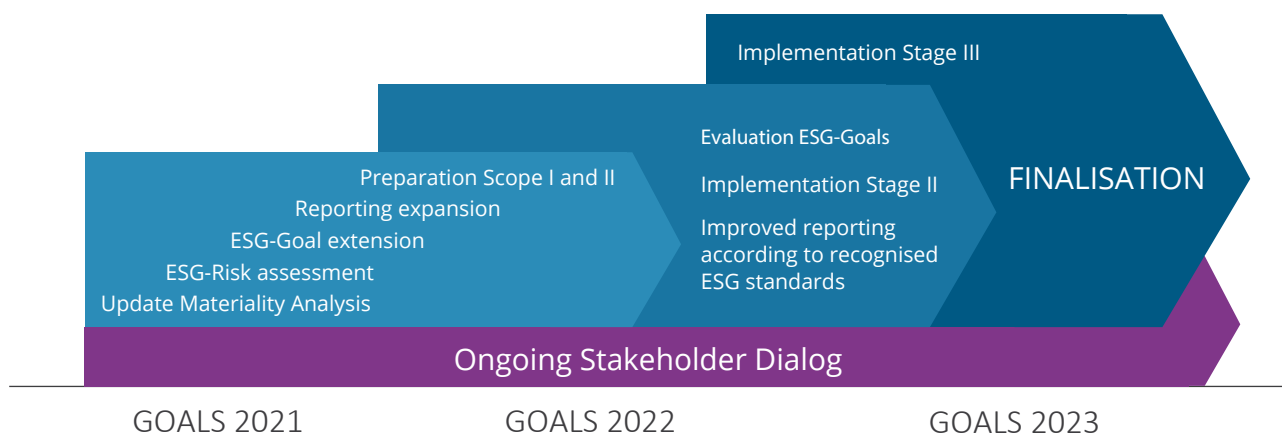 Implementation Stage III
Evaluation ESG-Goals
Preparation Scope I and II
Implementation Stage II
FINALISATION
Reporting expansion
Improved reporting
according to recognised
ESG standards
ESG-Goal extension
ESG-Risk assessment
Update Materiality Analysis
Ongoing Stakeholder Dialog
GOALS 2021
GOALS 2022
GOALS 2023